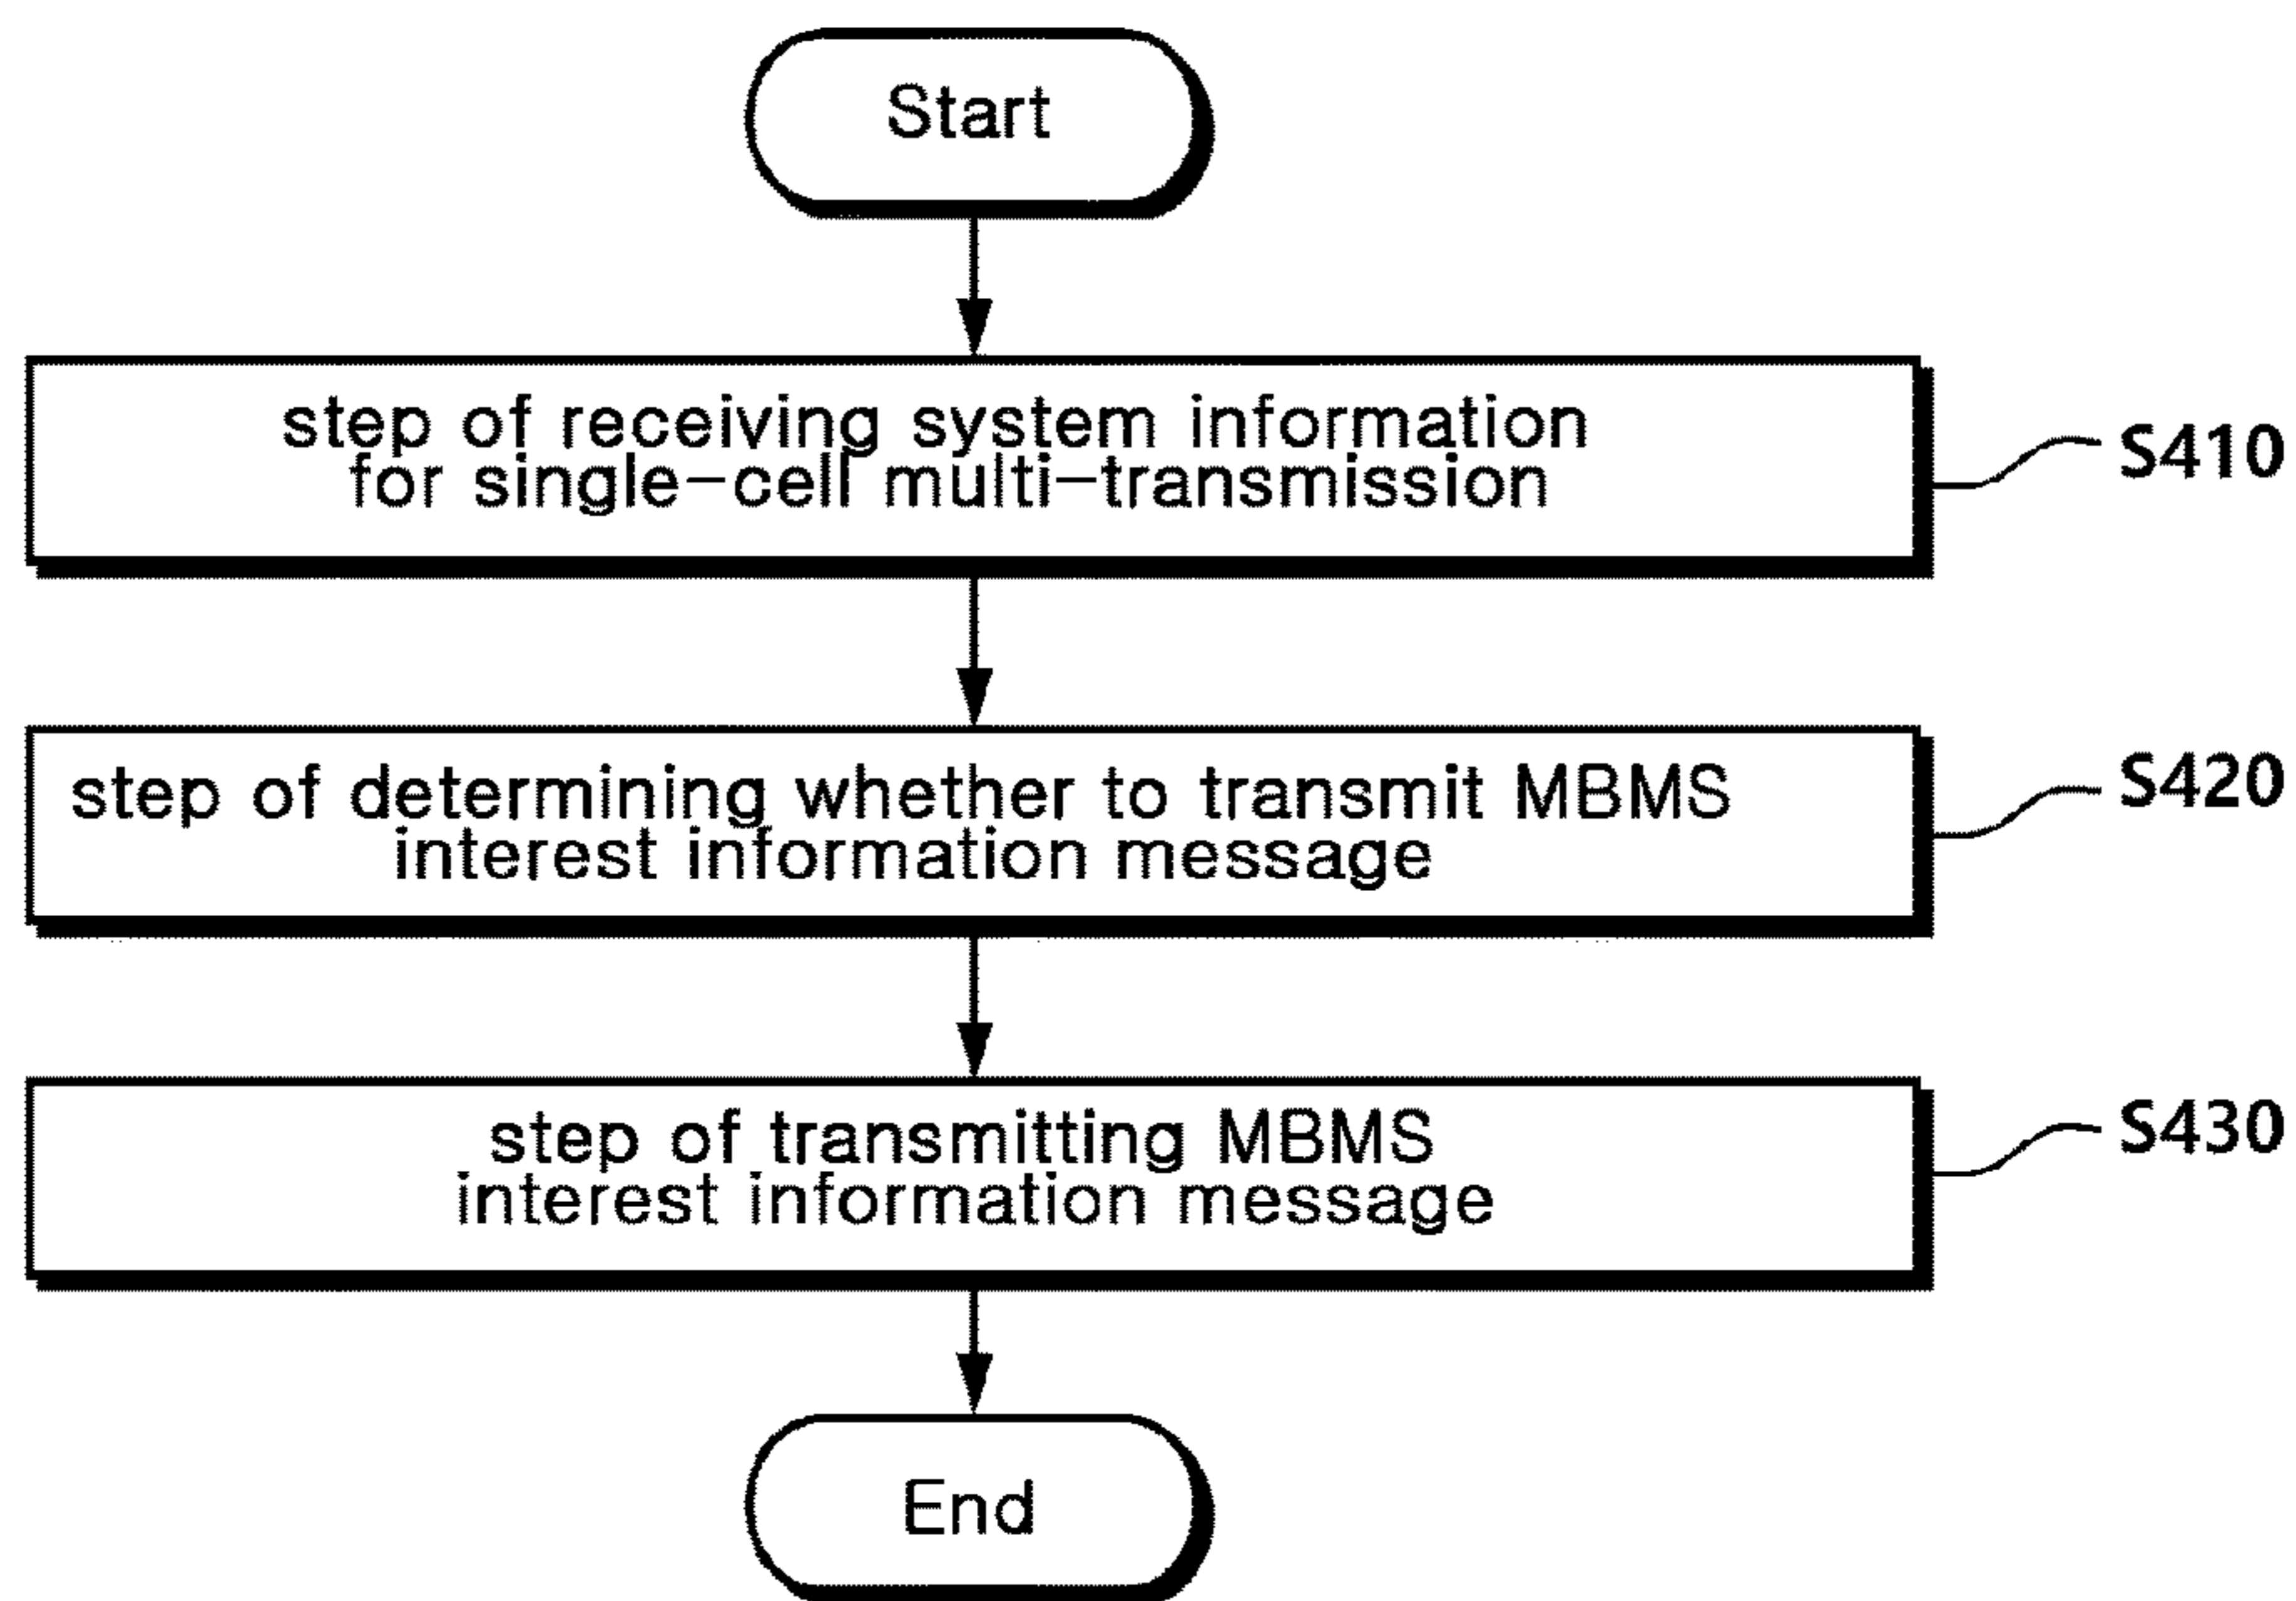 Start
step of receiving system information
for single-cell multi-transmission
S410
step of determining whether to transmit MBMS
interest information message
S420
step of transmitting MBMS
interest information message
S430
End